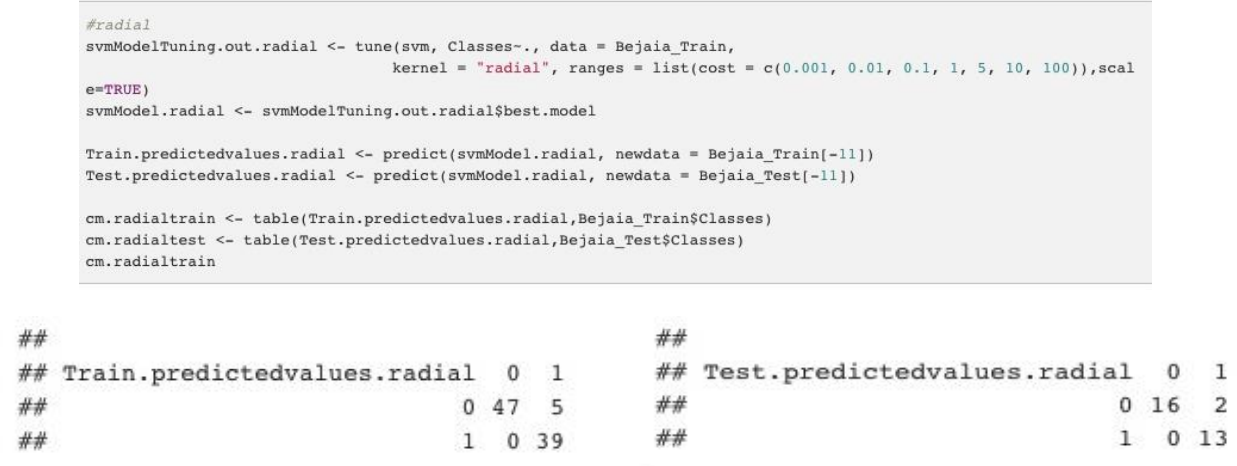 #radial
svmModelTuning.out.radial <- tune(svm, Classes~., data = Bejaia_Train,
kernel = "radial", ranges = list(cost = c(0.001, 0.01, 0.1, 1, 5, 10, 100)),scal
e=TRUE)
svmModel.radial <- svmModelTuning.out.radial$best.model
Train.predictedvalues.radial <- predict(svmModel.radial, newdata = Bejaia_Train[-11])
Test.predictedvalues.radial <- predict(svmModel.radial, newdata = Bejaia_Test[-11])
cm.radialtrain <- table(Train.predictedvalues.radial,Bejaia_Train$Classes)
cm.radialtest <- table(Test.predictedvalues.radial,Bejaia_Test$Classes)
cm.radialtrain
##
## Train.predictedvalues.radial 0 1
## 0 47 5
## 1 0 39
##
## Test.predictedvalues.radial 0 1
## 0 16 2
## 1 0 13